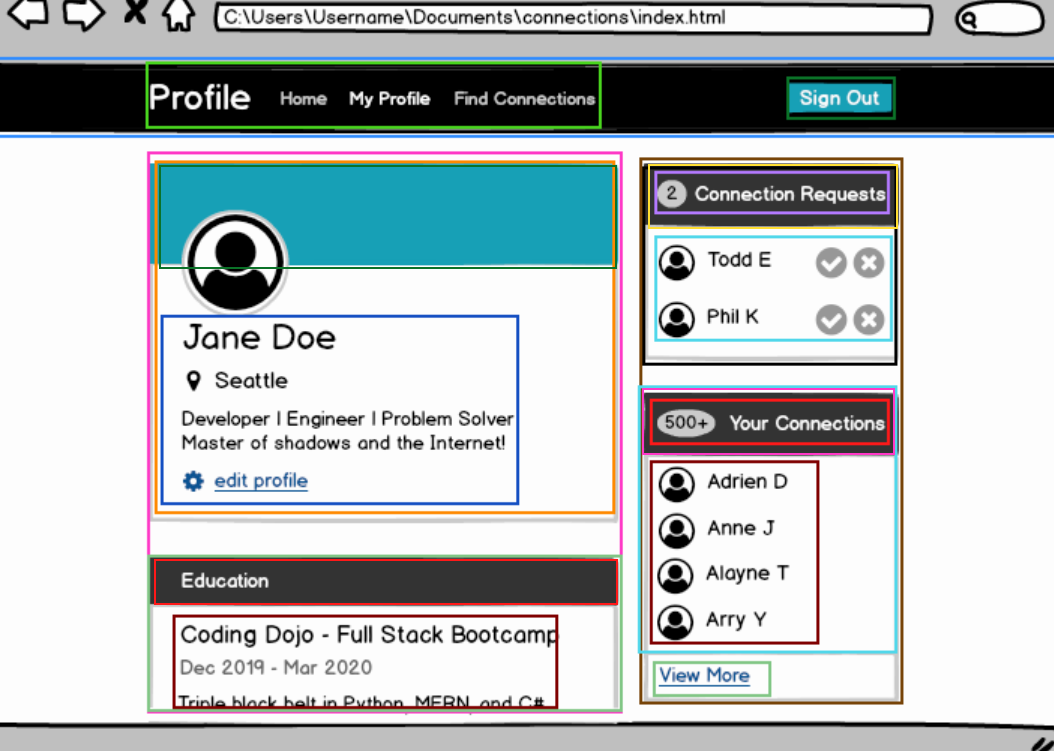 C:\Users\Username\Documents\connections\index.html
Profile Home My Profile Find Connections Sign Out
Jane Doe
Seattle
Developer | Engineer | Problem Solver
Master of shadows and the Internet!
edit profile
Education
Coding Dojo - Full Stack Bootcamp
Dec 2019 - Mar 2020
Triple black belt in Python, MERN, and C#
2 Connection Requests
Todd E
Phil K
500+ Your Connections
Adrien D
Anne J
Alayne T
Arry Y
View More